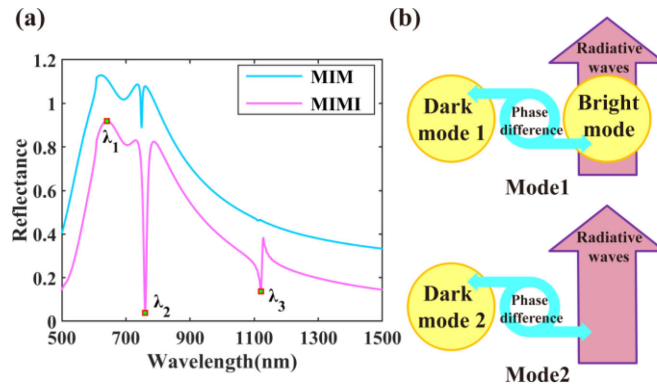 (a)
1.2
1
0.8
0.6
0.4
0.2
0
500
700
900
1100
1300
1500
Reflectance
Wavelength(nm)
MIM
MIMI
λ1
λ2
λ3
(b)
Radiative
waves
Dark
mode 1
Phase
difference
Bright
mode
Mode1
Radiative
waves
Dark
mode 2
Phase
difference
Mode2